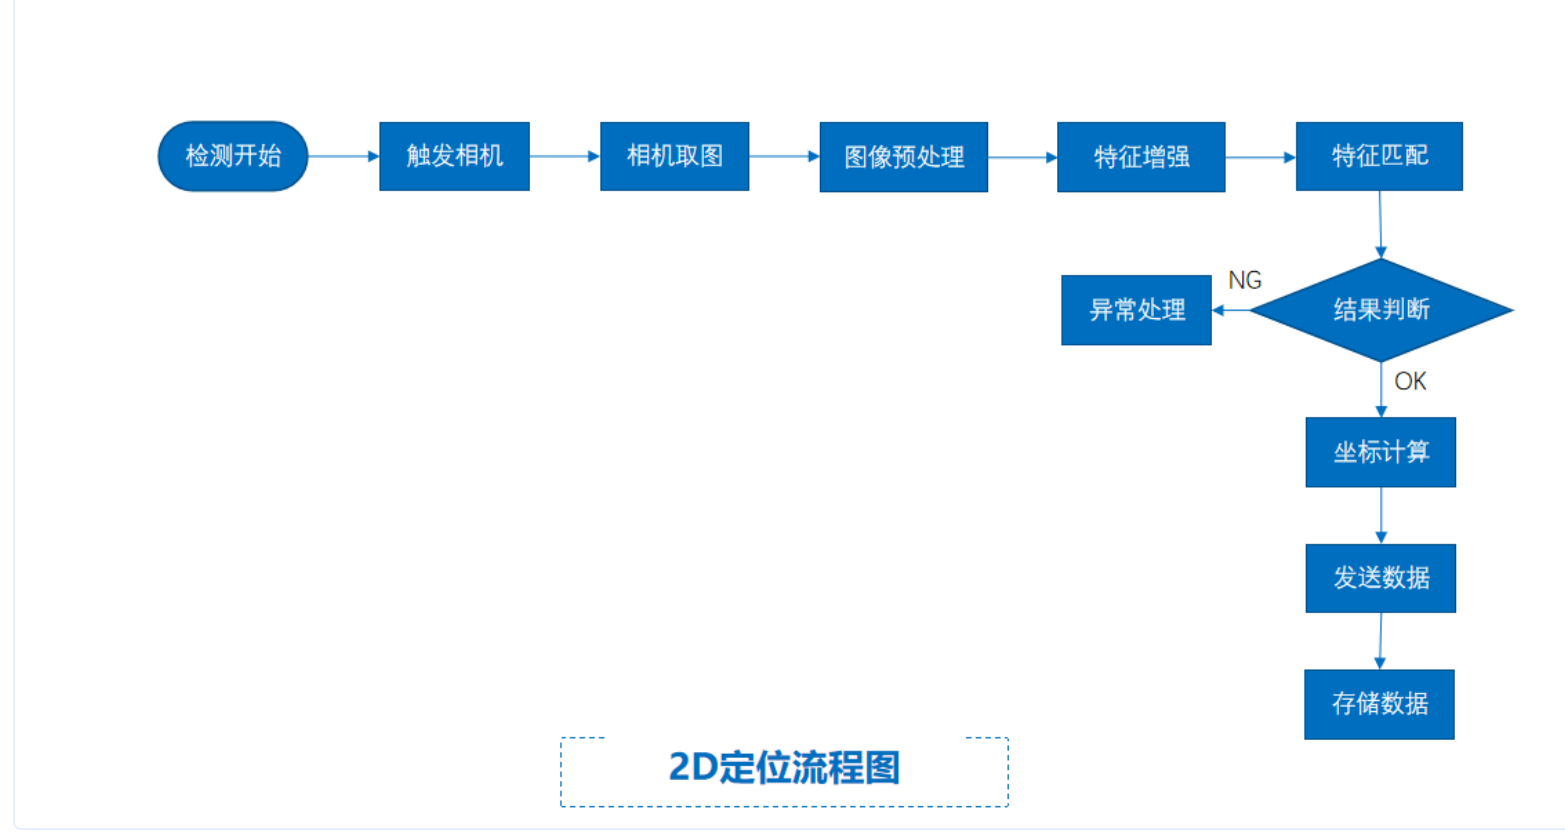 检测开始
触发相机
相机取图
图像预处理
特征增强
特征匹配
NG
异常处理
结果判断
OK
坐标计算
发送数据
存储数据
2D定位流程图